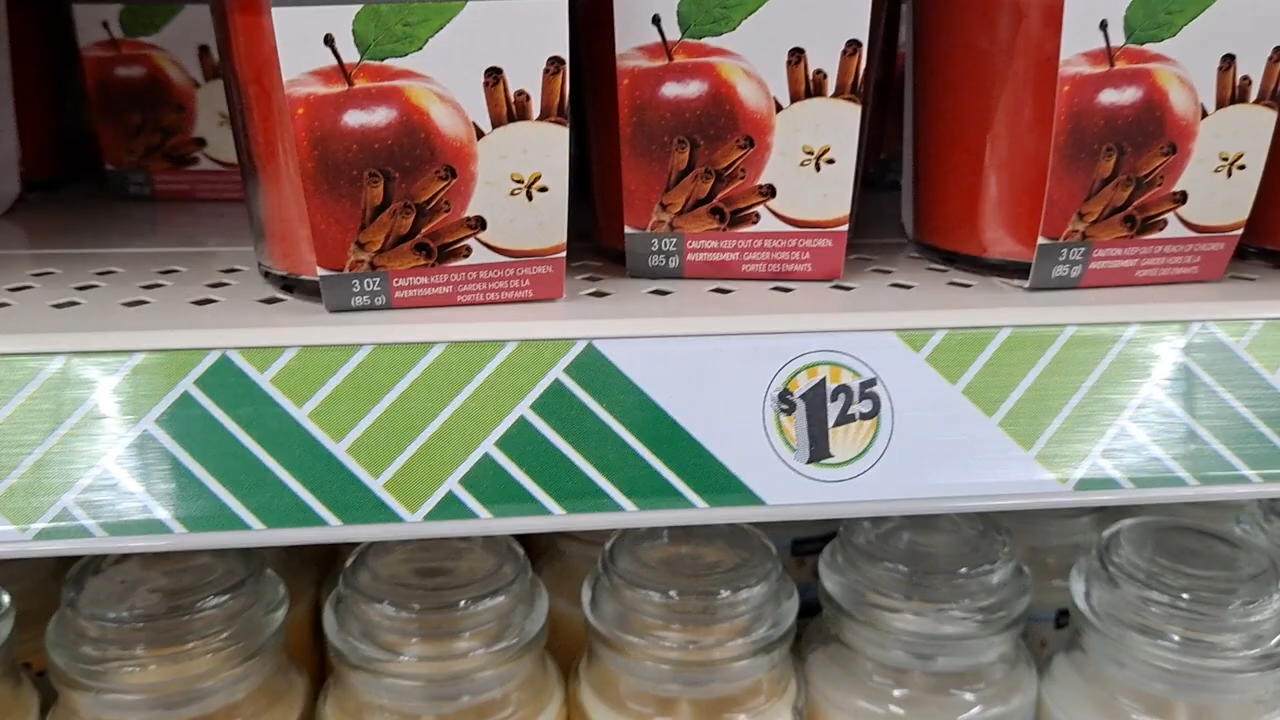 3 OZ
(85 g)
CAUTION: KEEP OUT OF REACH OF CHILDREN.
AVERTISSEMENT : GARDER HORS DE LA
PORTÉE DES ENFANTS.
3 OZ
(85 g)
CAUTION: KEEP OUT OF REACH OF CHILDREN.
AVERTISSEMENT : GARDER HORS DE LA
PORTÉE DES ENFANTS.
3 OZ
(85 g)
CAUTION: KEEP OUT OF REACH OF CHILDREN.
AVERTISSEMENT : GARDER HORS DE LA
PORTÉE DES ENFANTS.
$1 25